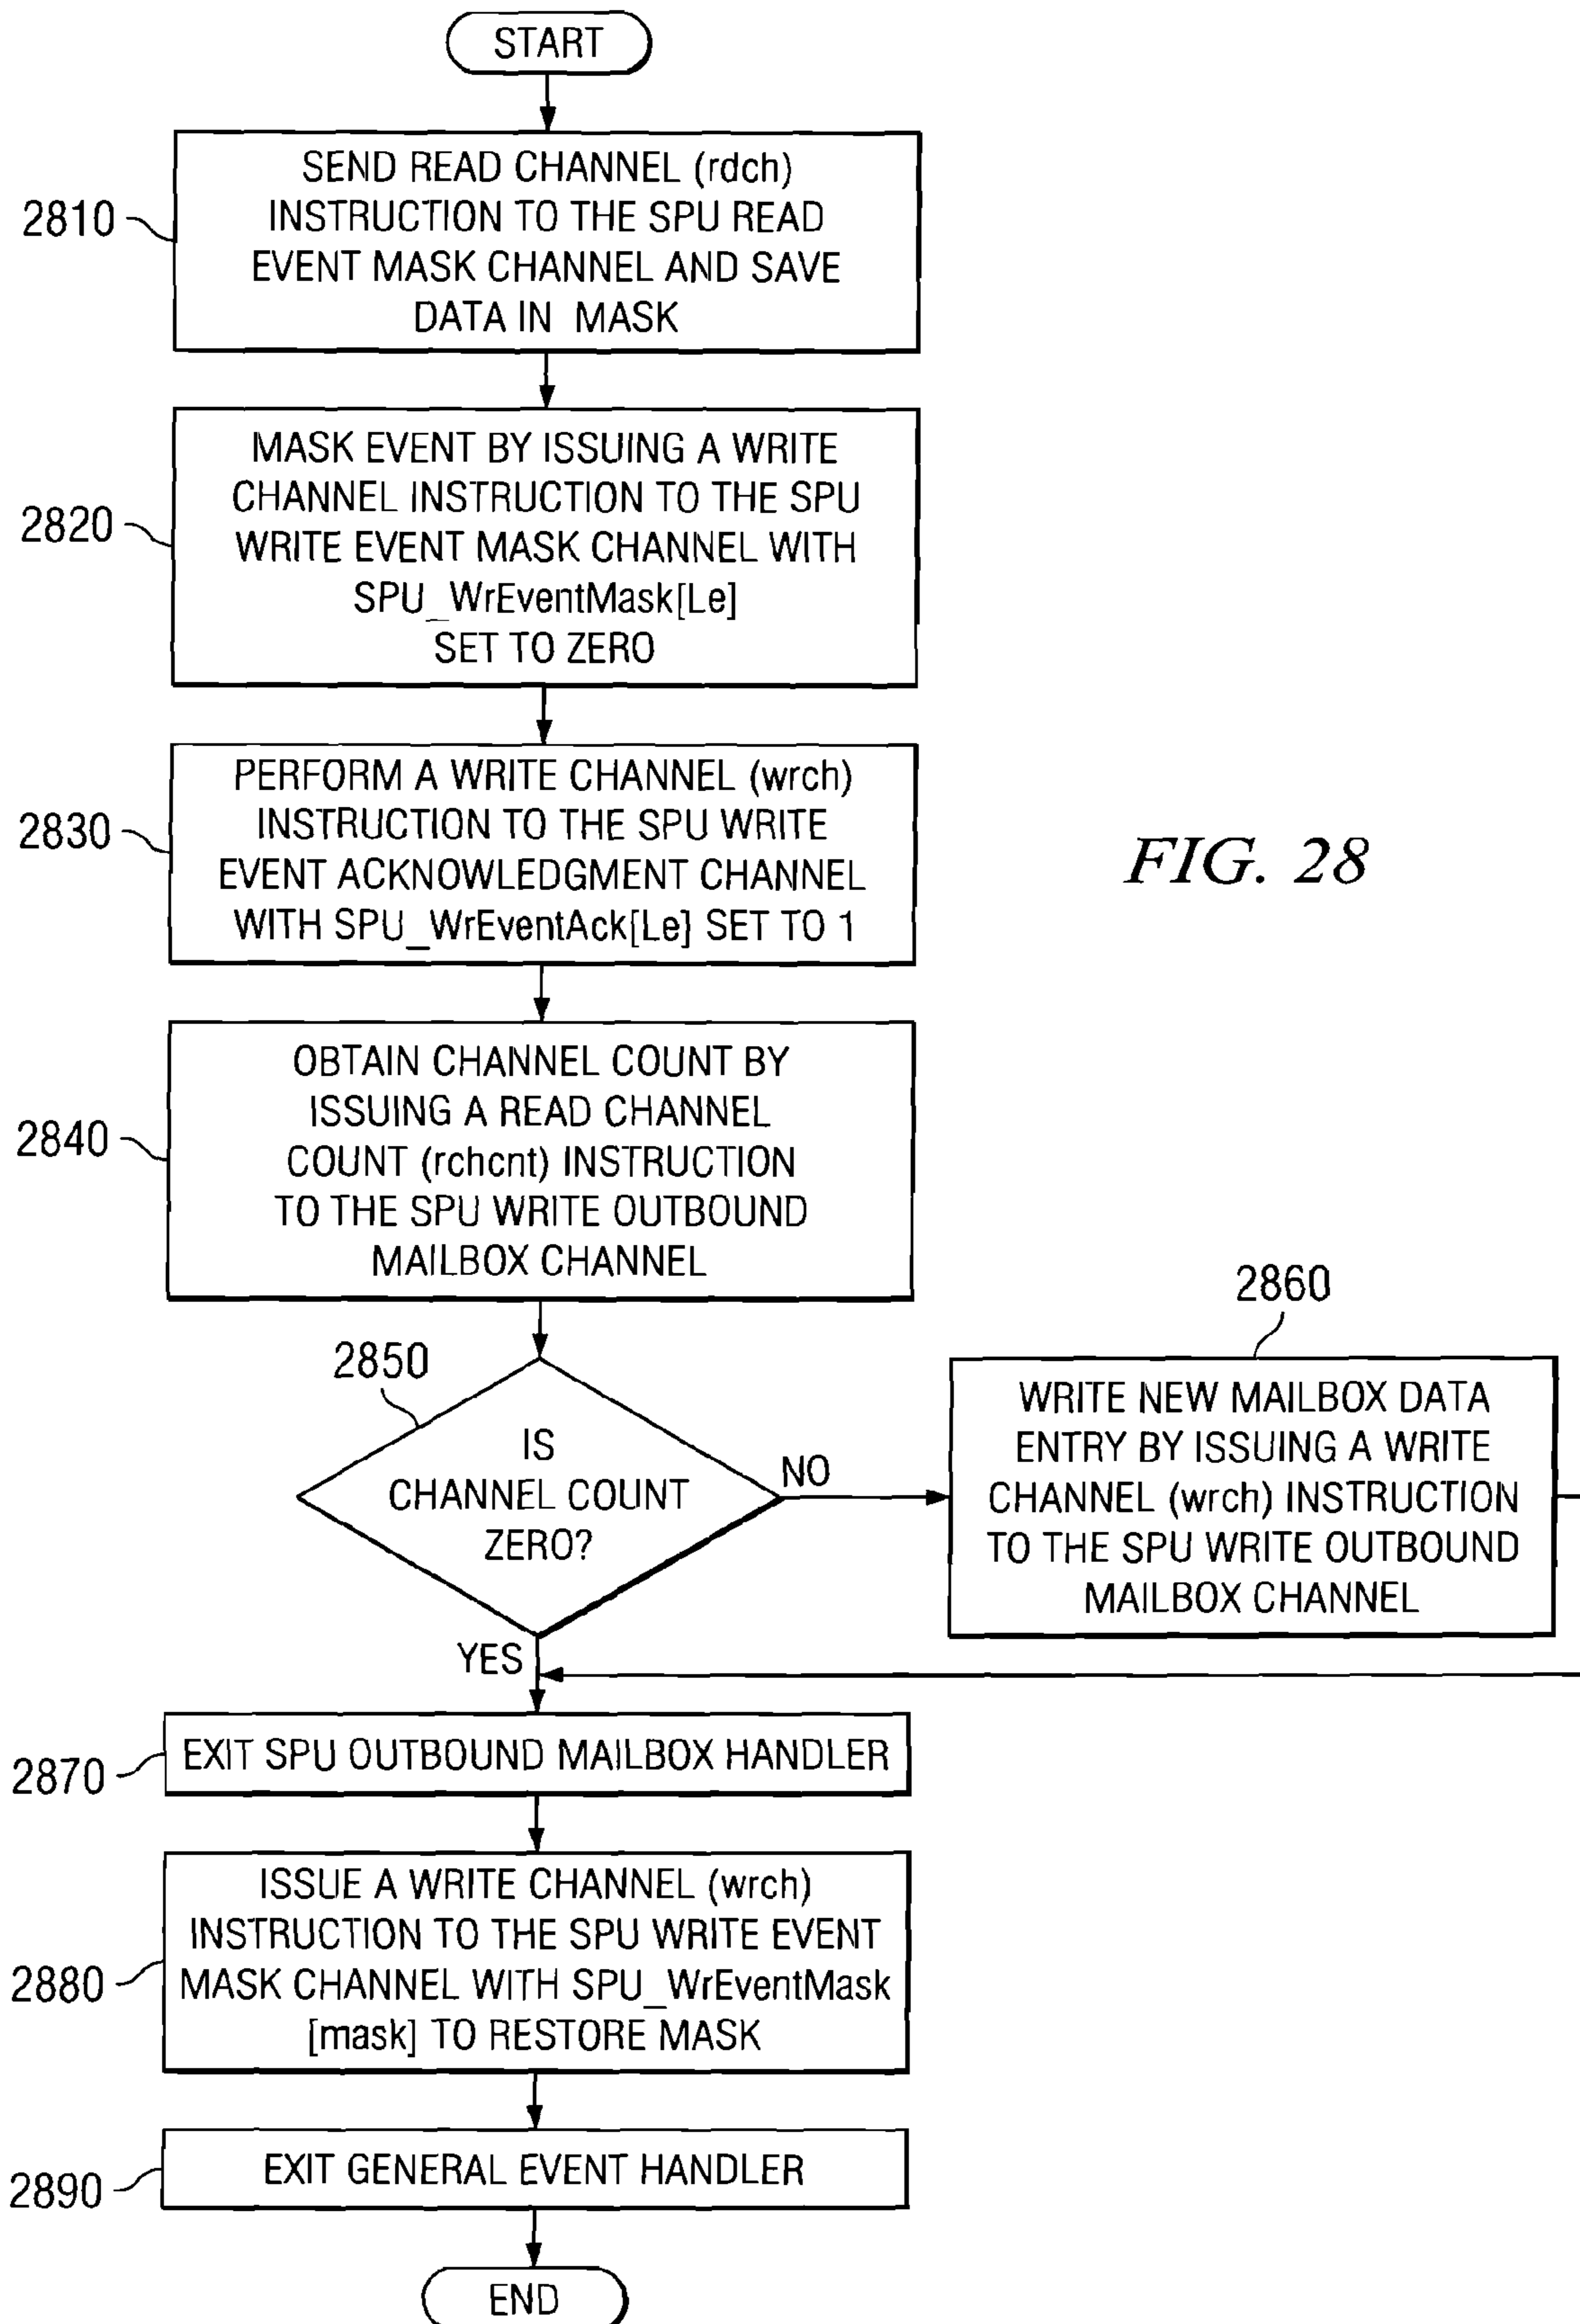 START
2810
SEND READ CHANNEL (rdch)
INSTRUCTION TO THE SPU READ
EVENT MASK CHANNEL AND SAVE
DATA IN MASK
2820
MASK EVENT BY ISSUING A WRITE
CHANNEL INSTRUCTION TO THE SPU
WRITE EVENT MASK CHANNEL WITH
SPU_WrEventMask[Le]
SET TO ZERO
2830
PERFORM A WRITE CHANNEL (wrch)
INSTRUCTION TO THE SPU WRITE
EVENT ACKNOWLEDGMENT CHANNEL
WITH SPU_WrEventAck[Le] SET TO 1
FIG. 28
2840
OBTAIN CHANNEL COUNT BY
ISSUING A READ CHANNEL
COUNT (rchcnt) INSTRUCTION
TO THE SPU WRITE OUTBOUND
MAILBOX CHANNEL
2850
IS
CHANNEL COUNT
ZERO?
NO
2860
WRITE NEW MAILBOX DATA
ENTRY BY ISSUING A WRITE
CHANNEL (wrch) INSTRUCTION
TO THE SPU WRITE OUTBOUND
MAILBOX CHANNEL
YES
2870
EXIT SPU OUTBOUND MAILBOX HANDLER
2880
ISSUE A WRITE CHANNEL (wrch)
INSTRUCTION TO THE SPU WRITE EVENT
MASK CHANNEL WITH SPU_WrEventMask
[mask] TO RESTORE MASK
2890
EXIT GENERAL EVENT HANDLER
END